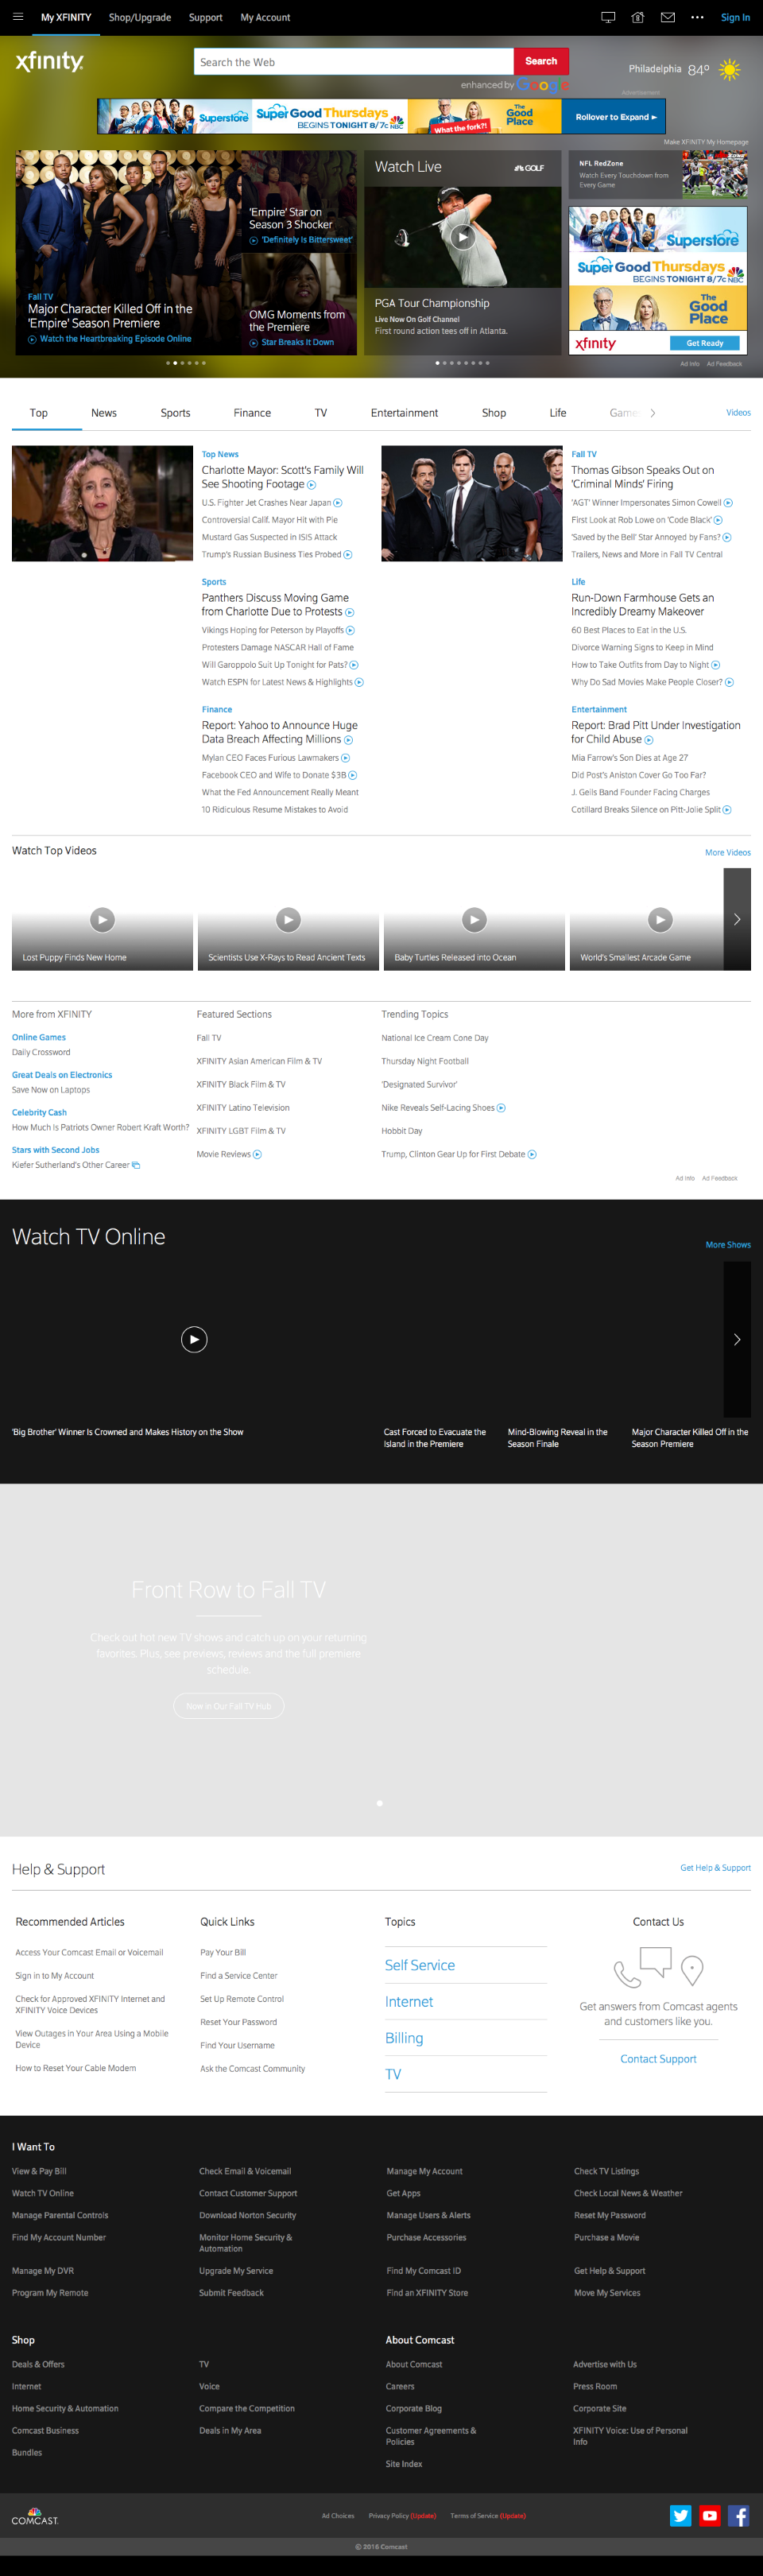 My XFINITY Shop/Upgrade Support My Account Sign In
xfinity
Search the Web Search
enhanced by Google
Philadelphia 84°
Advertisement
Superstore
Super Good Thursdays
BEGINS TONIGHT 8/7c NBC
What the fork?!
The Good Place
Rollover to Expand
Make XFINITY My Homepage
Fall TV
Major Character Killed Off in the 'Empire' Season Premiere
Watch the Heartbreaking Episode Online
'Empire' Star on Season 3 Shocker
'Definitely Is Bittersweet'
OMG Moments from the Premiere
Star Breaks It Down
Watch Live
GOLF
PGA Tour Championship
Live Now On Golf Channel
First round action tees off in Atlanta.
NFL RedZone
Watch Every Touchdown from Every Game
Superstore
Super Good Thursdays
BEGINS TONIGHT 8/7c NBC
The Good Place
xfinity Get Ready
Ad Info Ad Feedback
Top News Sports Finance TV Entertainment Shop Life Game Videos
Top News
Charlotte Mayor: Scott's Family Will See Shooting Footage
U.S. Fighter Jet Crashes Near Japan
Controversial Calif. Mayor Hit with Pie
Mustard Gas Suspected in ISIS Attack
Trump's Russian Business Ties Probed
Fall TV
Thomas Gibson Speaks Out on 'Criminal Minds' Firing
'AGT' Winner Impersonates Simon Cowell
First Look at Rob Lowe on 'Code Black'
'Saved by the Bell' Star Annoyed by Fans?
Trailers, News and More in Fall TV Central
Sports
Panthers Discuss Moving Game from Charlotte Due to Protests
Vikings Hoping for Peterson by Playoffs
Protesters Damage NASCAR Hall of Fame
Will Garoppolo Suit Up Tonight for Pats?
Watch ESPN for Latest News & Highlights
Life
Run-Down Farmhouse Gets an Incredibly Dreamy Makeover
60 Best Places to Eat in the U.S.
Divorce Warning Signs to Keep in Mind
How to Take Outfits from Day to Night
Why Do Sad Movies Make People Closer?
Finance
Report: Yahoo to Announce Huge Data Breach Affecting Millions
Mylan CEO Faces Furious Lawmakers
Facebook CEO and Wife to Donate $3B
What the Fed Announcement Really Meant
10 Ridiculous Resume Mistakes to Avoid
Entertainment
Report: Brad Pitt Under Investigation for Child Abuse
Mia Farrow's Son Dies at Age 27
Did Post's Aniston Cover Go Too Far?
J. Geils Band Founder Facing Charges
Cotillard Breaks Silence on Pitt-Jolie Split
Watch Top Videos More Videos
Lost Puppy Finds New Home
Scientists Use X-Rays to Read Ancient Texts
Baby Turtles Released into Ocean
World's Smallest Arcade Game
More from XFINITY
Online Games
Daily Crossword
Great Deals on Electronics
Save Now on Laptops
Celebrity Cash
How Much Is Patriots Owner Robert Kraft Worth?
Stars with Second Jobs
Kiefer Sutherland's Other Career
Featured Sections
Fall TV
XFINITY Asian American Film & TV
XFINITY Black Film & TV
XFINITY Latino Television
XFINITY LGBT Film & TV
Movie Reviews
Trending Topics
National Ice Cream Cone Day
Thursday Night Football
'Designated Survivor'
Nike Reveals Self-Lacing Shoes
Hobbit Day
Trump, Clinton Gear Up for First Debate
Ad Info Ad Feedback
Watch TV Online More Shows
'Big Brother' Winner Is Crowned and Makes History on the Show
Cast Forced to Evacuate the Island in the Premiere
Mind-Blowing Reveal in the Season Finale
Major Character Killed Off in the Season Premiere
Front Row to Fall TV
Check out hot new TV shows and catch up on your returning
favorites. Plus, see previews, reviews and the full premiere
schedule.
Now in Our Fall TV Hub
Help & Support Get Help & Support
Recommended Articles
Access Your Comcast Email or Voicemail
Sign in to My Account
Check for Approved XFINITY Internet and XFINITY Voice Devices
View Outages in Your Area Using a Mobile Device
How to Reset Your Cable Modem
Quick Links
Pay Your Bill
Find a Service Center
Set Up Remote Control
Reset Your Password
Find Your Username
Ask the Comcast Community
Topics
Self Service
Internet
Billing
TV
Contact Us
Get answers from Comcast agents and customers like you.
Contact Support
I Want To
View & Pay Bill Check Email & Voicemail Manage My Account Check TV Listings
Watch TV Online Contact Customer Support Get Apps Check Local News & Weather
Manage Parental Controls Download Norton Security Manage Users & Alerts Reset My Password
Find My Account Number Monitor Home Security & Automation Purchase Accessories Purchase a Movie
Manage My DVR Upgrade My Service Find My Comcast ID Get Help & Support
Program My Remote Submit Feedback Find an XFINITY Store Move My Services
Shop About Comcast
Deals & Offers TV About Comcast Advertise with Us
Internet Voice Careers Press Room
Home Security & Automation Compare the Competition Corporate Blog Corporate Site
Comcast Business Deals in My Area Customer Agreements & Policies XFINITY Voice: Use of Personal Info
Bundles
Site Index
COMCAST Ad Choices Privacy Policy (Update) Terms of Service (Update)
© 2016 Comcast